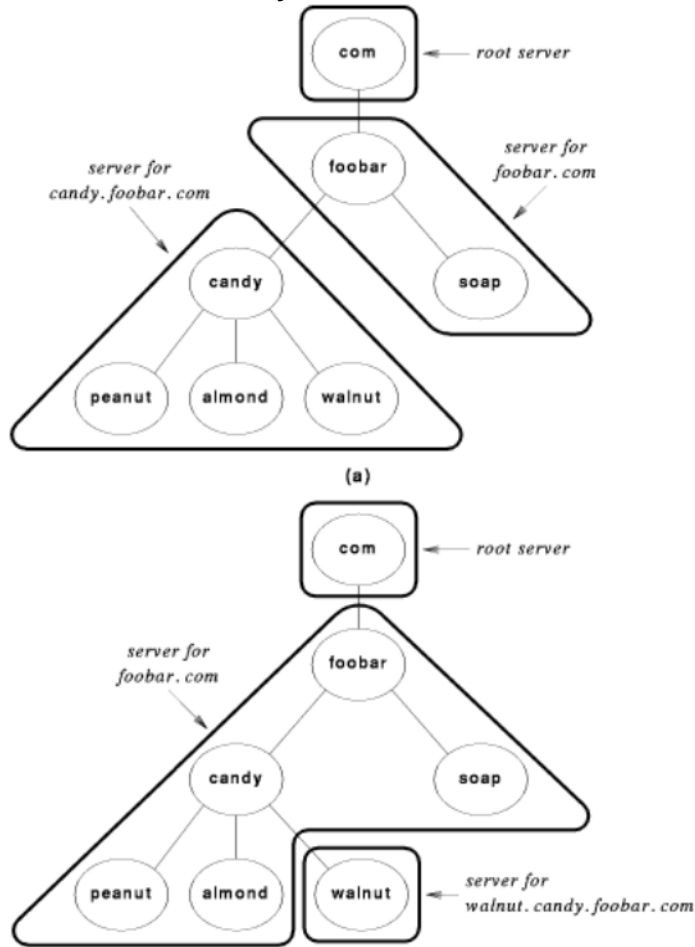 com
root server
foobar
server for
foobar.com
server for
candy.foobar.com
candy
soap
peanut
almond
walnut
(a)
com
root server
foobar
server for
foobar.com
candy
soap
peanut
almond
walnut
server for
walnut.candy.foobar.com